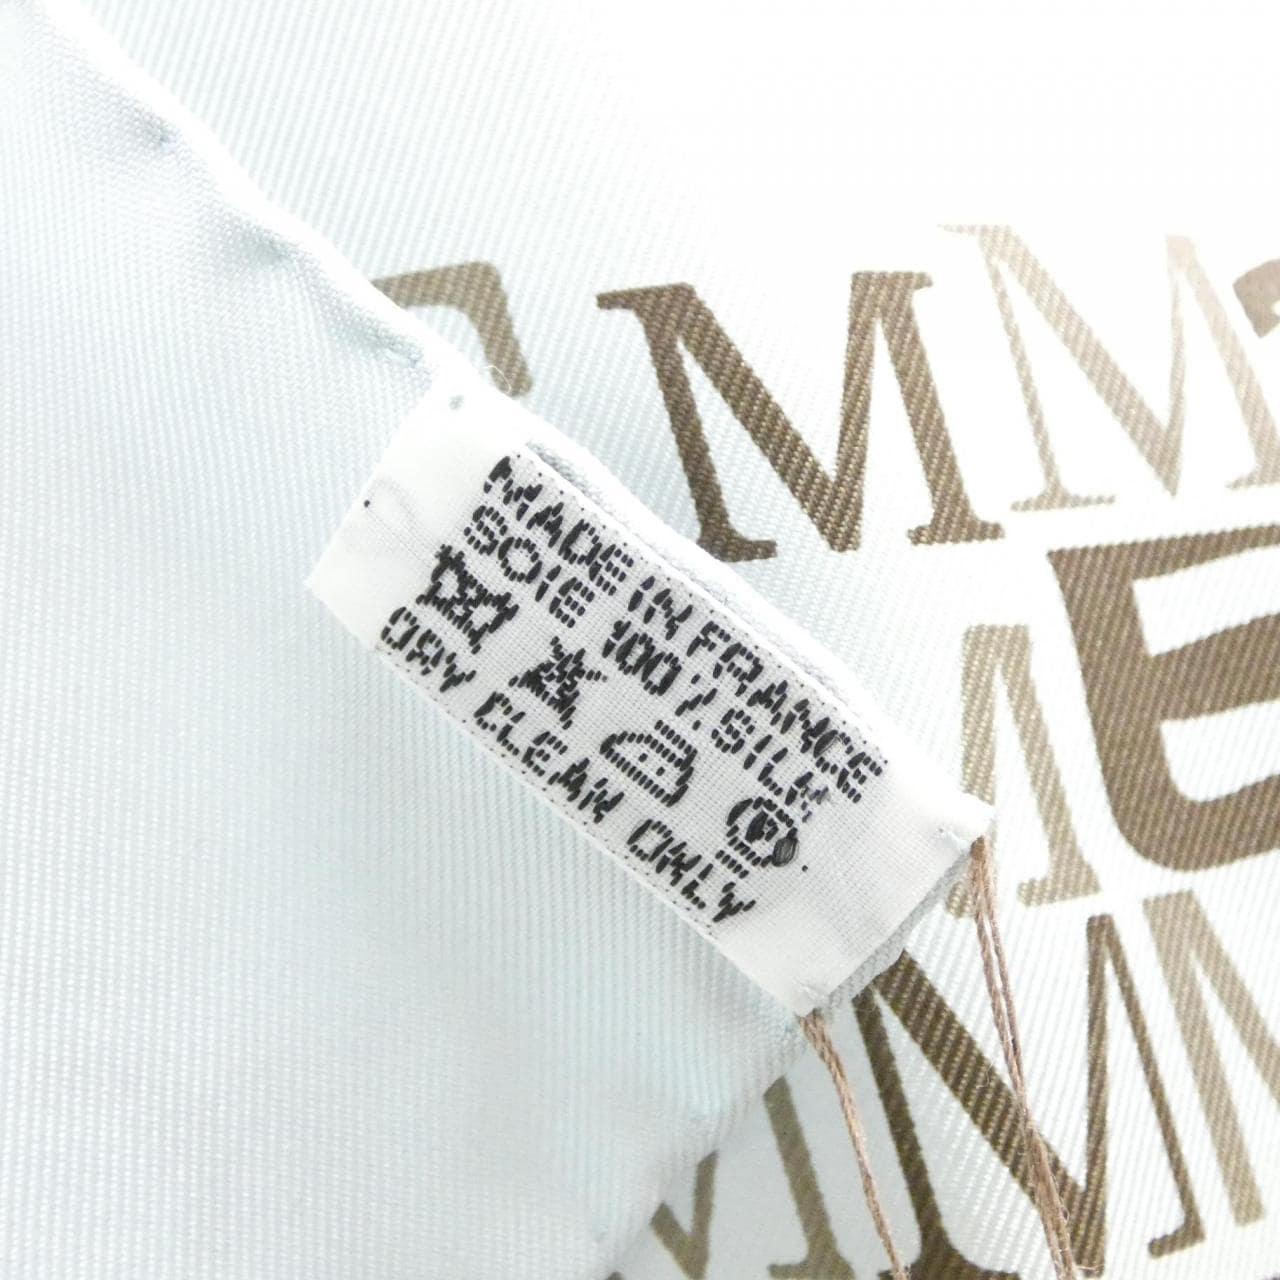 MADE IN FRANCE
SOIE 100% SILK
DRY CLEAN ONLY
M M
E
M
M M
M